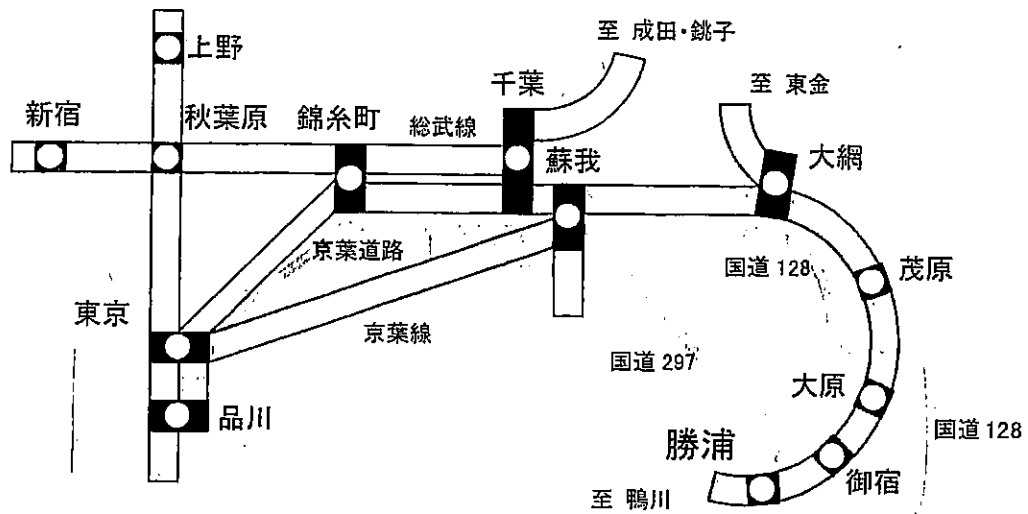 至 成田・銚子
上野
千葉
至 東金
新宿
秋葉原
錦糸町
総武線
蘇我
大網
京葉道路
国道 128
茂原
東京
京葉線
国道 297
大原
品川
勝浦
国道 128
御宿
至 鴨川